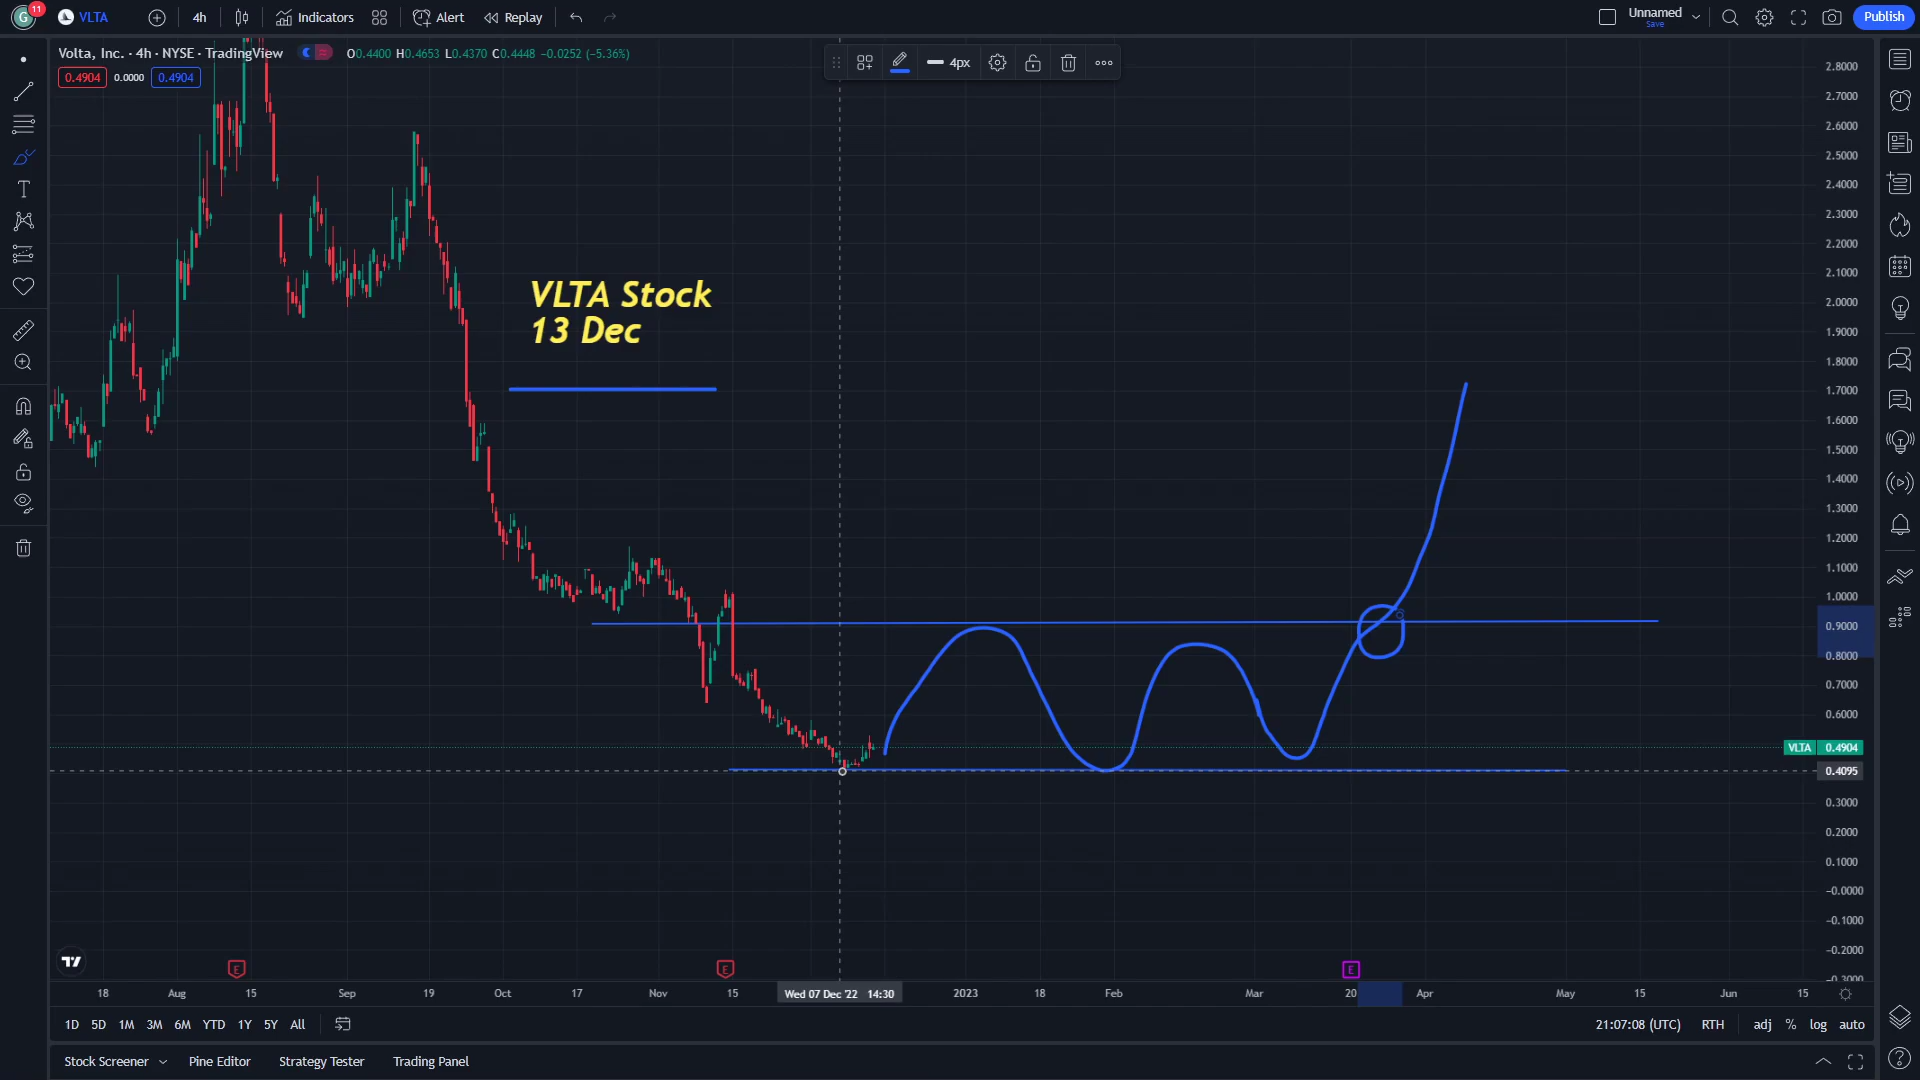 G 11 VLTA 4h Indicators Alert Replay Unnamed Save Publish
Volta, Inc. · 4h · NYSE · TradingView O0.4400 H0.4653 L0.4370 C0.4448 −0.0252 (−5.36%)
0.4904 0.0000 0.4904
4px
2.8000
2.7000
2.6000
2.5000
2.4000
2.3000
2.2000
2.1000
2.0000
1.9000
1.8000
1.7000
1.6000
1.5000
1.4000
1.3000
1.2000
1.1000
1.0000
0.9000
0.8000
0.7000
0.6000
VLTA 0.4904
0.4095
0.3000
0.2000
0.1000
−0.0000
−0.1000
−0.2000
−0.3000
VLTA Stock
13 Dec
E E E
18 Aug 15 Sep 19 Oct 17 Nov 15 Wed 07 Dec '22 14:30 2023 18 Feb Mar 20 Apr May 15 Jun 15
1D 5D 1M 3M 6M YTD 1Y 5Y All 21:07:08 (UTC) RTH adj % log auto
Stock Screener Pine Editor Strategy Tester Trading Panel